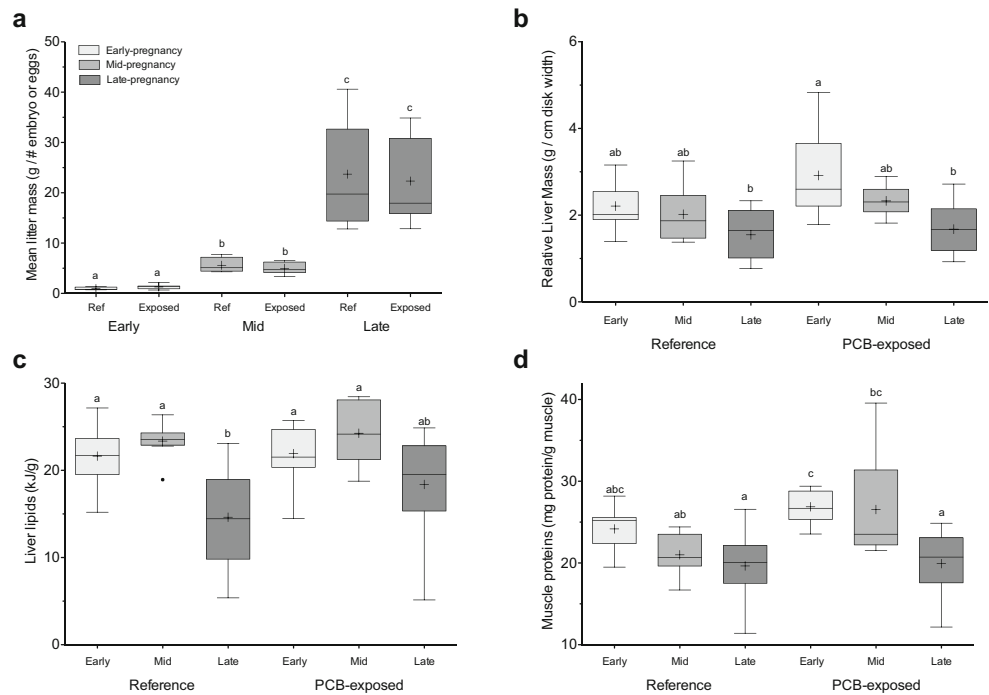 a
Mean litter mass (g / # embryo or eggs)
50
40
30
20
10
0
Early-pregnancy
Mid-pregnancy
Late-pregnancy
a
a
b
b
c
c
Ref
Exposed
Ref
Exposed
Ref
Exposed
Early
Mid
Late
b
Relative Liver Mass (g / cm disk width)
6
4
2
0
ab
ab
b
a
ab
b
Early
Mid
Late
Early
Mid
Late
Reference
PCB-exposed
c
Liver lipids (kJ/g)
30
20
10
0
a
a
b
a
a
ab
Early
Mid
Late
Early
Mid
Late
Reference
PCB-exposed
d
Muscle proteins (mg protein/g muscle)
40
30
20
10
abc
ab
a
c
bc
a
Early
Mid
Late
Early
Mid
Late
Reference
PCB-exposed